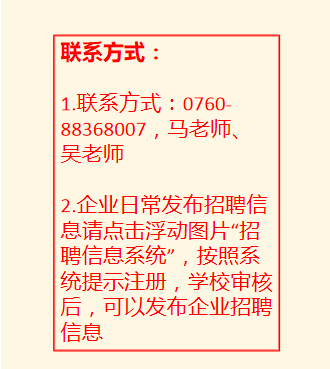 联系方式：
1.联系方式：0760-
88368007，马老师、
吴老师
2.企业日常发布招聘信
息请点击浮动图片“招
聘信息系统”，按照系
统提示注册，学校审核
后，可以发布企业招聘
信息